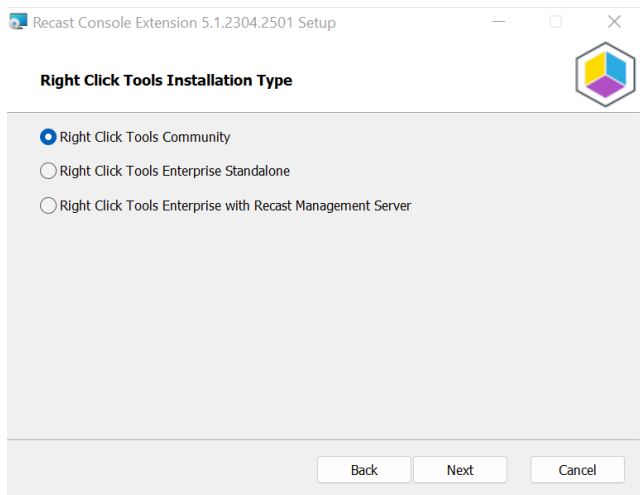 Recast Console Extension 5.1.2304.2501 Setup
Right Click Tools Installation Type
Right Click Tools Community
Right Click Tools Enterprise Standalone
Right Click Tools Enterprise with Recast Management Server
Back Next Cancel